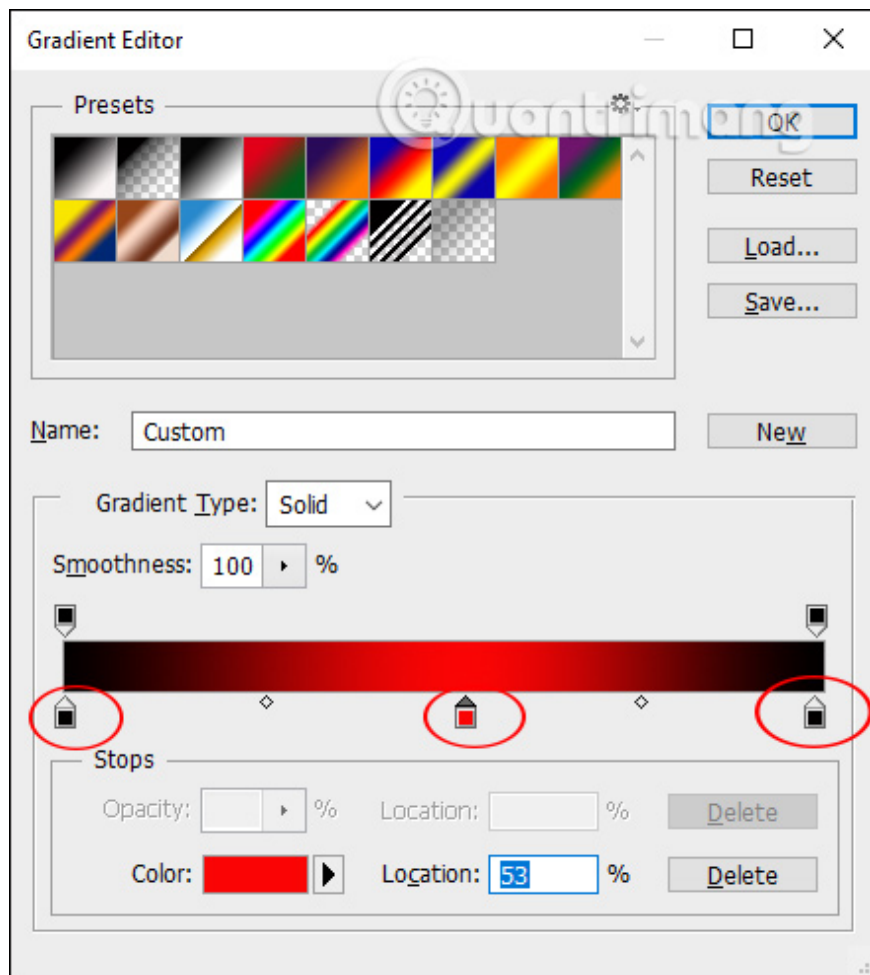 Gradient Editor
Presets
Quantrimang
OK
Reset
Load...
Save...
Name: Custom
New
Gradient Type: Solid
Smoothness: 100 %
Stops
Opacity: % Location: % Delete
Color: Location: 53 % Delete